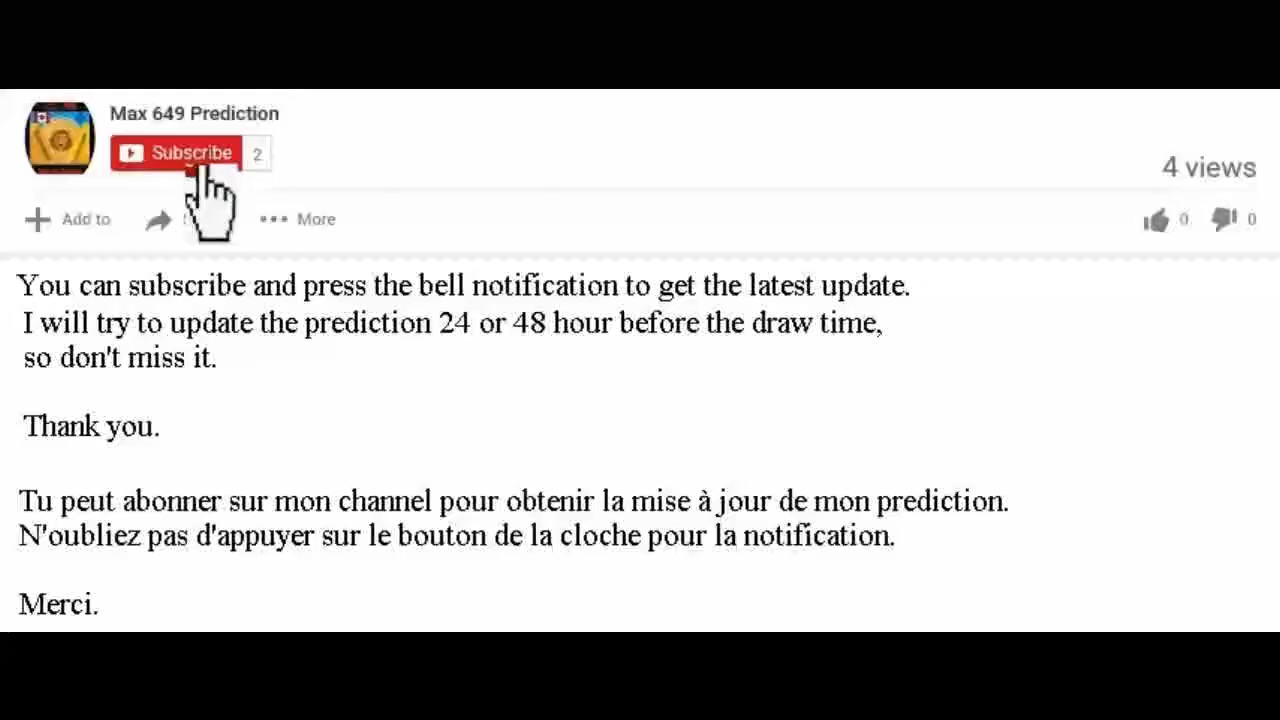 Max 649 Prediction
Subscribe 2
4 views
Add to More 0 0
You can subscribe and press the bell notification to get the latest update.
I will try to update the prediction 24 or 48 hour before the draw time,
so don't miss it.
Thank you.
Tu peut abonner sur mon channel pour obtenir la mise à jour de mon prediction.
N'oubliez pas d'appuyer sur le bouton de la cloche pour la notification.
Merci.